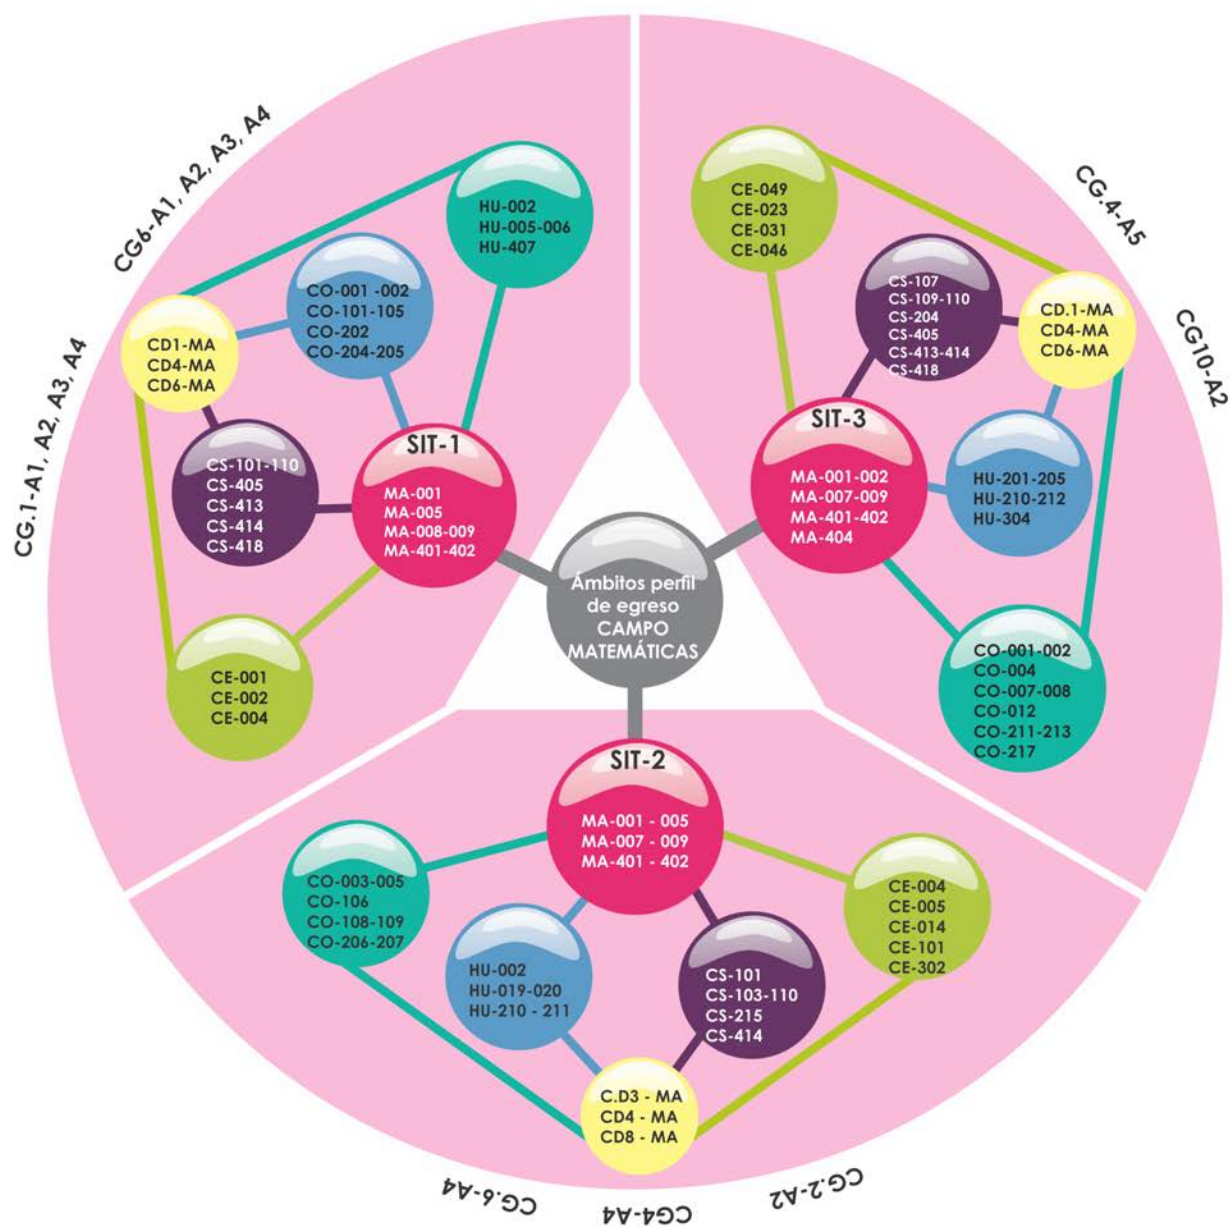 CG6-A1, A2, A3, A4
CG.1-A1, A2, A3, A4
HU-002
HU-005-006
HU-407
CO-001 -002
CO-101-105
CO-202
CO-204-205
CD1-MA
CD4-MA
CD6-MA
CS-101-110
CS-405
CS-413
CS-414
CS-418
SIT-1
MA-001
MA-005
MA-008-009
MA-401-402
CE-001
CE-002
CE-004
CG.4-A5
CG10-A2
CE-049
CE-023
CE-031
CE-046
CS-107
CS-109-110
CS-204
CS-405
CS-413-414
CS-418
CD.1-MA
CD4-MA
CD6-MA
SIT-3
MA-001-002
MA-007-009
MA-401-402
MA-404
HU-201-205
HU-210-212
HU-304
CO-001-002
CO-004
CO-007-008
CO-012
CO-211-213
CO-217
Ámbitos perfil
de egreso
CAMPO
MATEMÁTICAS
SIT-2
MA-001 - 005
MA-007 - 009
MA-401 - 402
CO-003-005
CO-106
CO-108-109
CO-206-207
HU-002
HU-019-020
HU-210 - 211
CS-101
CS-103-110
CS-215
CS-414
CE-004
CE-005
CE-014
CE-101
CE-302
C.D3 - MA
CD4 - MA
CD8 - MA
CG.6-A4
CG4-A4
CG.2-A2